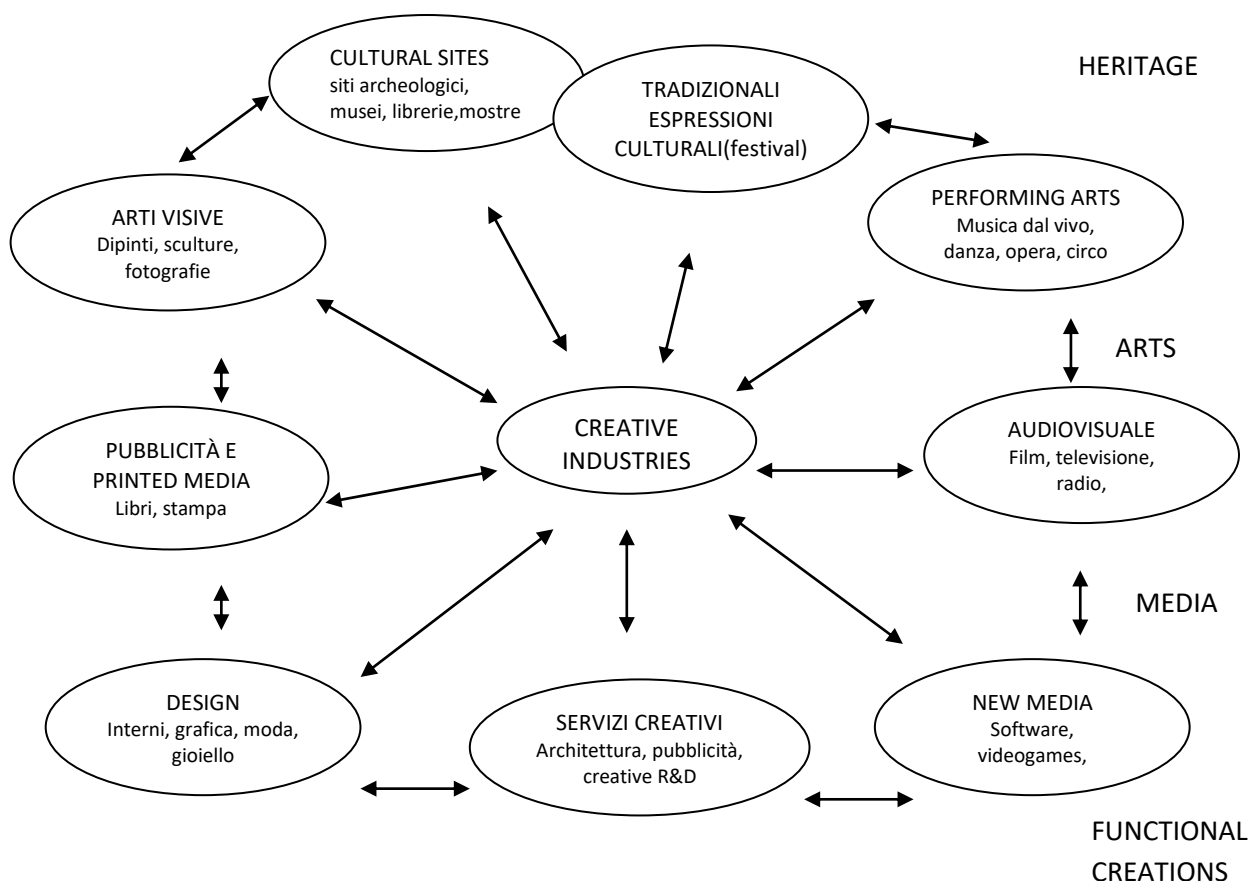 CULTURAL SITES
siti archeologici,
musei, librerie,mostre
TRADIZIONALI
ESPRESSIONI
CULTURALI(festival)
HERITAGE
ARTI VISIVE
Dipinti, sculture,
fotografie
PERFORMING ARTS
Musica dal vivo,
danza, opera, circo
ARTS
PUBBLICITÀ E
PRINTED MEDIA
Libri, stampa
CREATIVE
INDUSTRIES
AUDIOVISUALE
Film, televisione,
radio,
MEDIA
DESIGN
Interni, grafica, moda,
gioiello
SERVIZI CREATIVI
Architettura, pubblicità,
creative R&D
NEW MEDIA
Software,
videogames,
FUNCTIONAL
CREATIONS